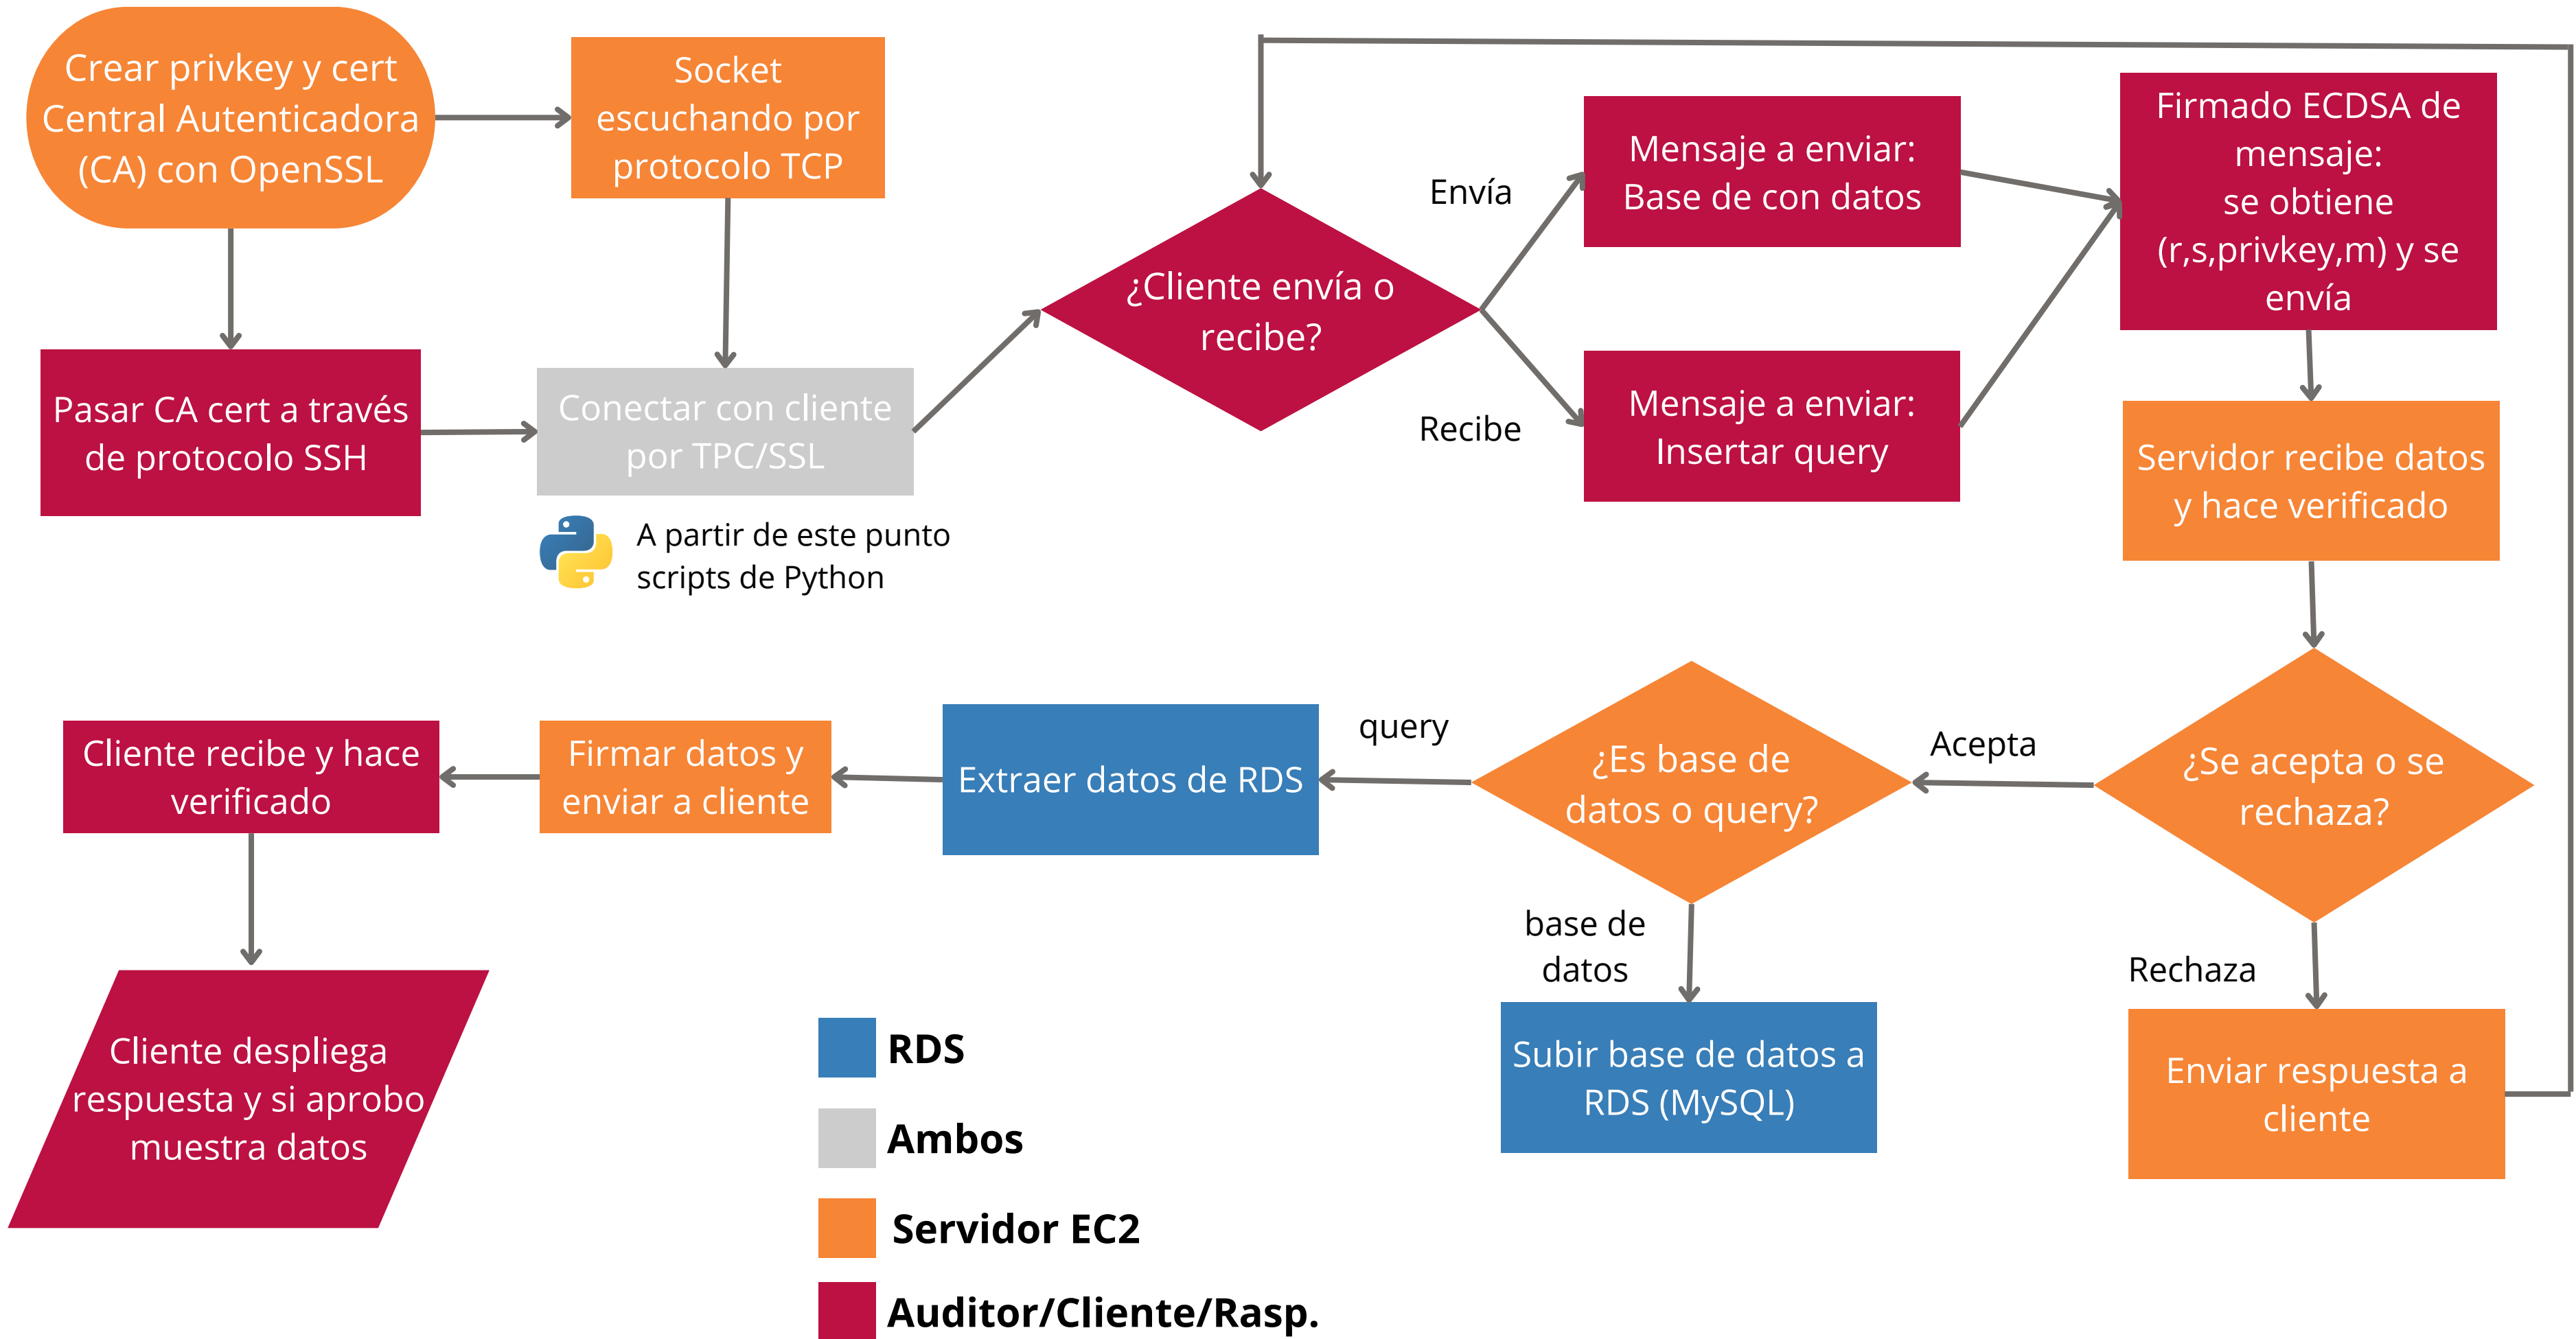 Crear privkey y cert
Central Autenticadora
(CA) con OpenSSL
Socket
escuchando por
protocolo TCP
Pasar CA cert a través
de protocolo SSH
Conectar con cliente
por TPC/SSL
A partir de este punto
scripts de Python
¿Cliente envía o
recibe?
Envía
Recibe
Mensaje a enviar:
Base de con datos
Mensaje a enviar:
Insertar query
Firmado ECDSA de
mensaje:
se obtiene
(r,s,privkey,m) y se
envía
Servidor recibe datos
y hace verificado
¿Se acepta o se
rechaza?
Acepta
Rechaza
Enviar respuesta a
cliente
¿Es base de
datos o query?
query
base de
datos
Subir base de datos a
RDS (MySQL)
Extraer datos de RDS
Firmar datos y
enviar a cliente
Cliente recibe y hace
verificado
Cliente despliega
respuesta y si aprobo
muestra datos
RDS
Ambos
Servidor EC2
Auditor/Cliente/Rasp.